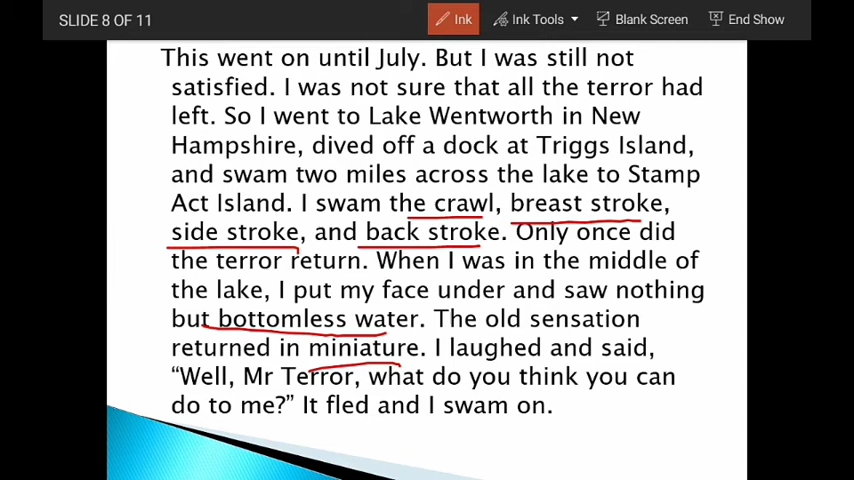 SLIDE 8 OF 11
Ink
Ink Tools
Blank Screen
End Show
This went on until July. But I was still not
satisfied. I was not sure that all the terror had
left. So I went to Lake Wentworth in New
Hampshire, dived off a dock at Triggs Island,
and swam two miles across the lake to Stamp
Act Island. I swam the crawl, breast stroke,
side stroke, and back stroke. Only once did
the terror return. When I was in the middle of
the lake, I put my face under and saw nothing
but bottomless water. The old sensation
returned in miniature. I laughed and said,
“Well, Mr Terror, what do you think you can
do to me?” It fled and I swam on.